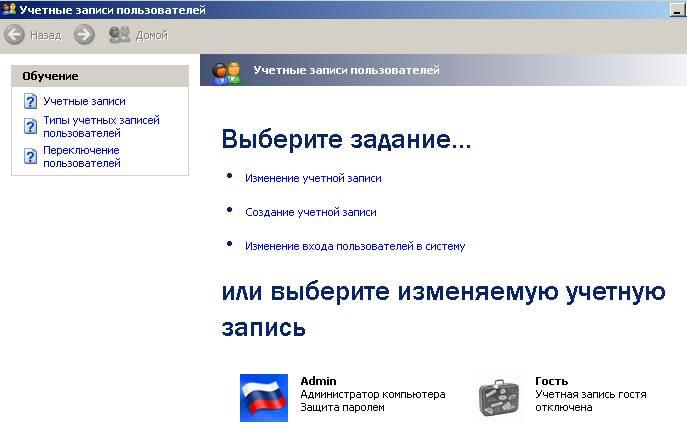 Учетные записи пользователей
Назад
Домой
Обучение
Учетные записи
Типы учетных записей
пользователей
Переключение
пользователей
Учетные записи пользователей
Выберите задание...
Изменение учетной записи
Создание учетной записи
Изменение входа пользователей в систему
или выберите изменяемую учетную
запись
Admin
Администратор компьютера
Защита паролем
Гость
Учетная запись гостя
отключена